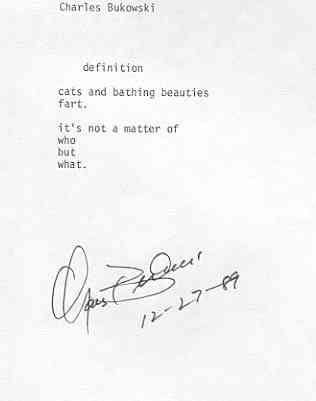 Charles Bukowski
definition
cats and bathing beauties
fart.
it's not a matter of
who
but
what.
12-27-89